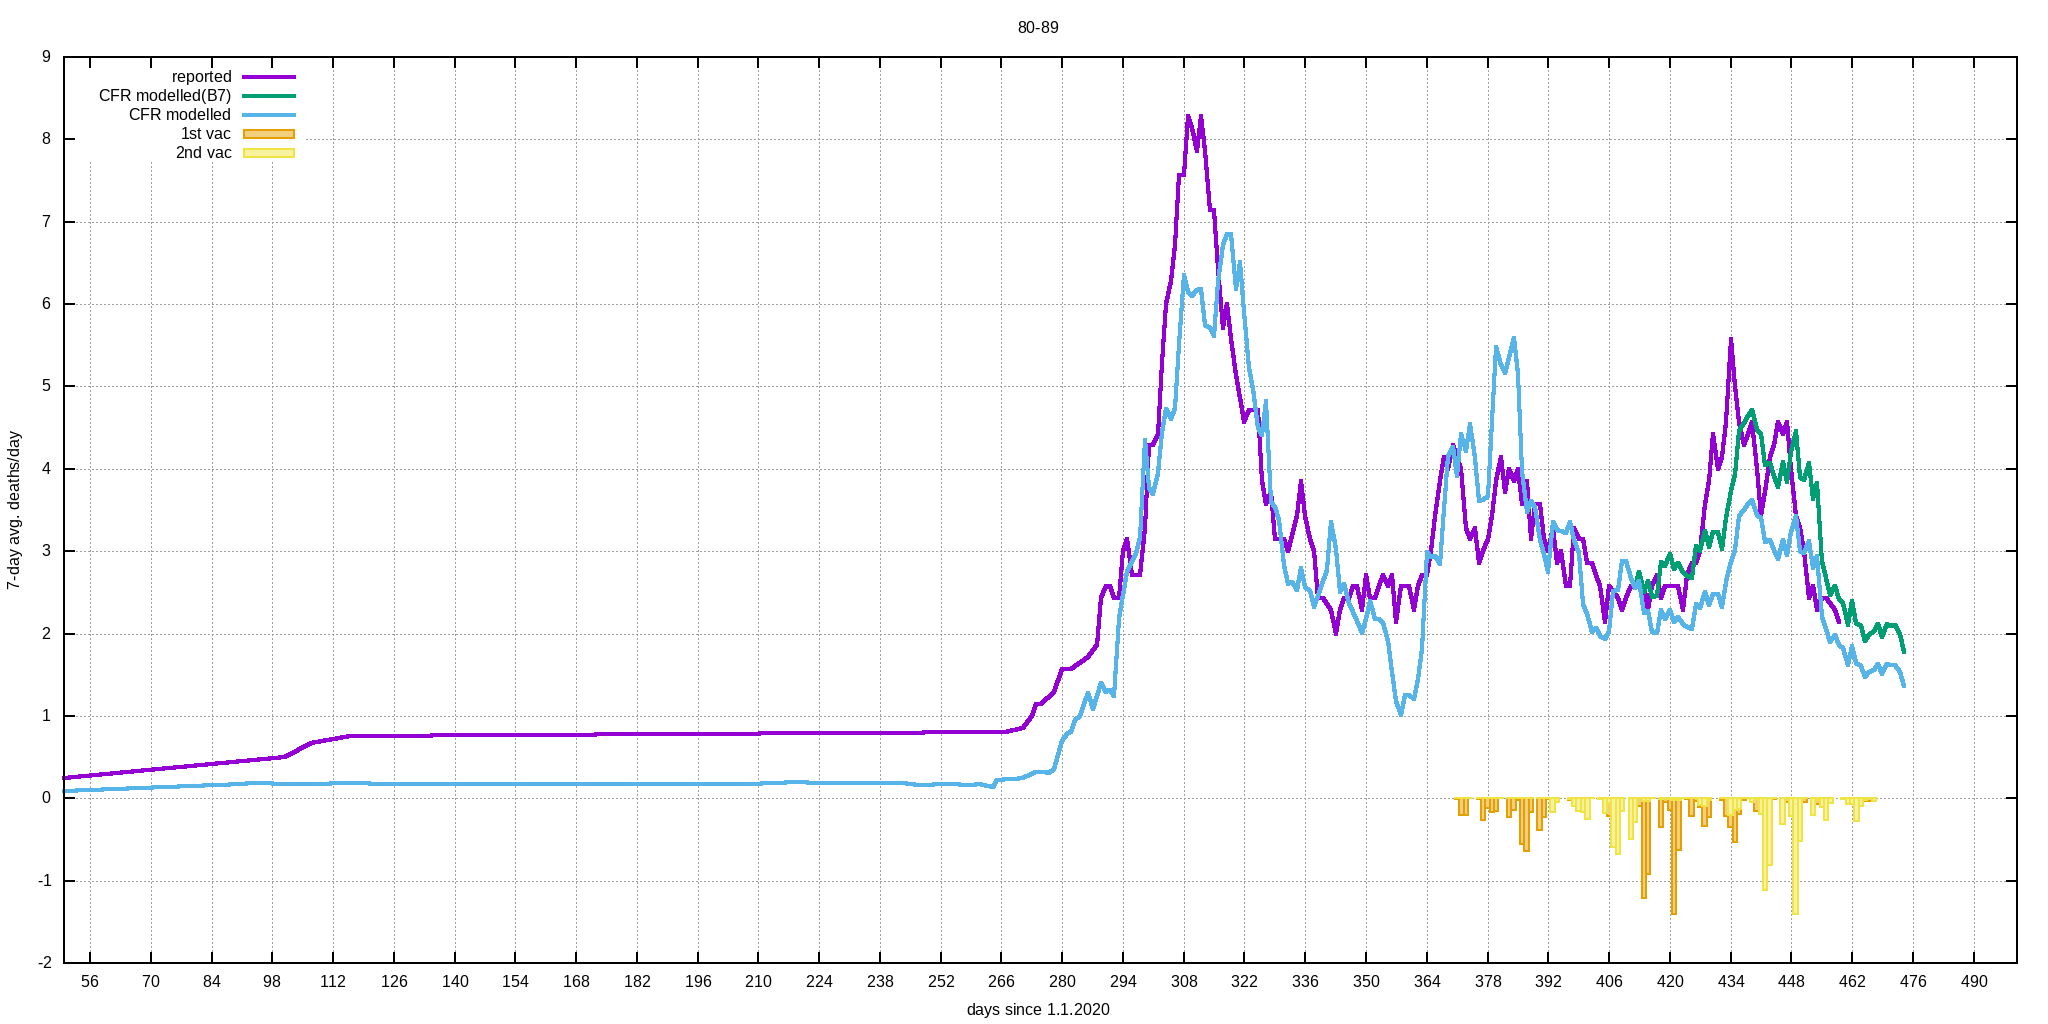 80-89
reported
CFR modelled(B7)
CFR modelled
1st vac
2nd vac
9
8
7
6
5
4
3
2
1
0
-1
-2
7-day avg. deaths/day
56 70 84 98 112 126 140 154 168 182 196 210 224 238 252 266 280 294 308 322 336 350 364 378 392 406 420 434 448 462 476 490
days since 1.1.2020